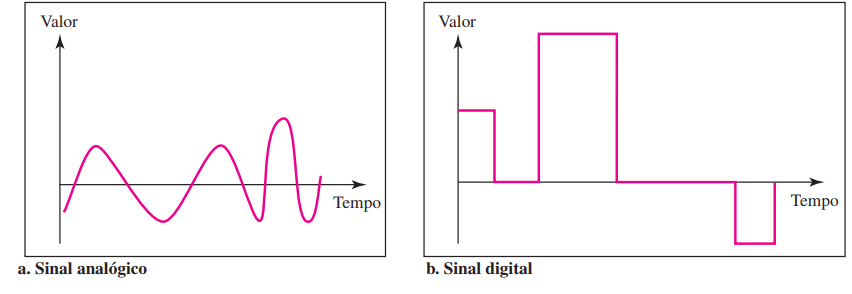 Valor
Tempo
a. Sinal analógico
Valor
Tempo
b. Sinal digital